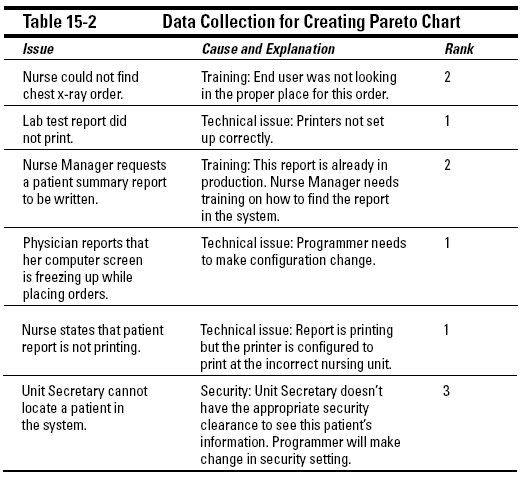 Table 15-2 Data Collection for Creating Pareto Chart
Issue Cause and Explanation Rank
Nurse could not find Training: End user was not looking 2
chest x-ray order. in the proper place for this order.
Lab test report did Technical issue: Printers not set 1
not print. up correctly.
Nurse Manager requests Training: This report is already in 2
a patient summary report production. Nurse Manager needs
to be written. training on how to find the report
in the system.
Physician reports that Technical issue: Programmer needs 1
her computer screen to make configuration change.
is freezing up while
placing orders.
Nurse states that patient Technical issue: Report is printing 1
report is not printing. but the printer is configured to
print at the incorrect nursing unit.
Unit Secretary cannot Security: Unit Secretary doesn't 3
locate a patient in have the appropriate security
the system. clearance to see this patient's
information. Programmer will make
change in security setting.